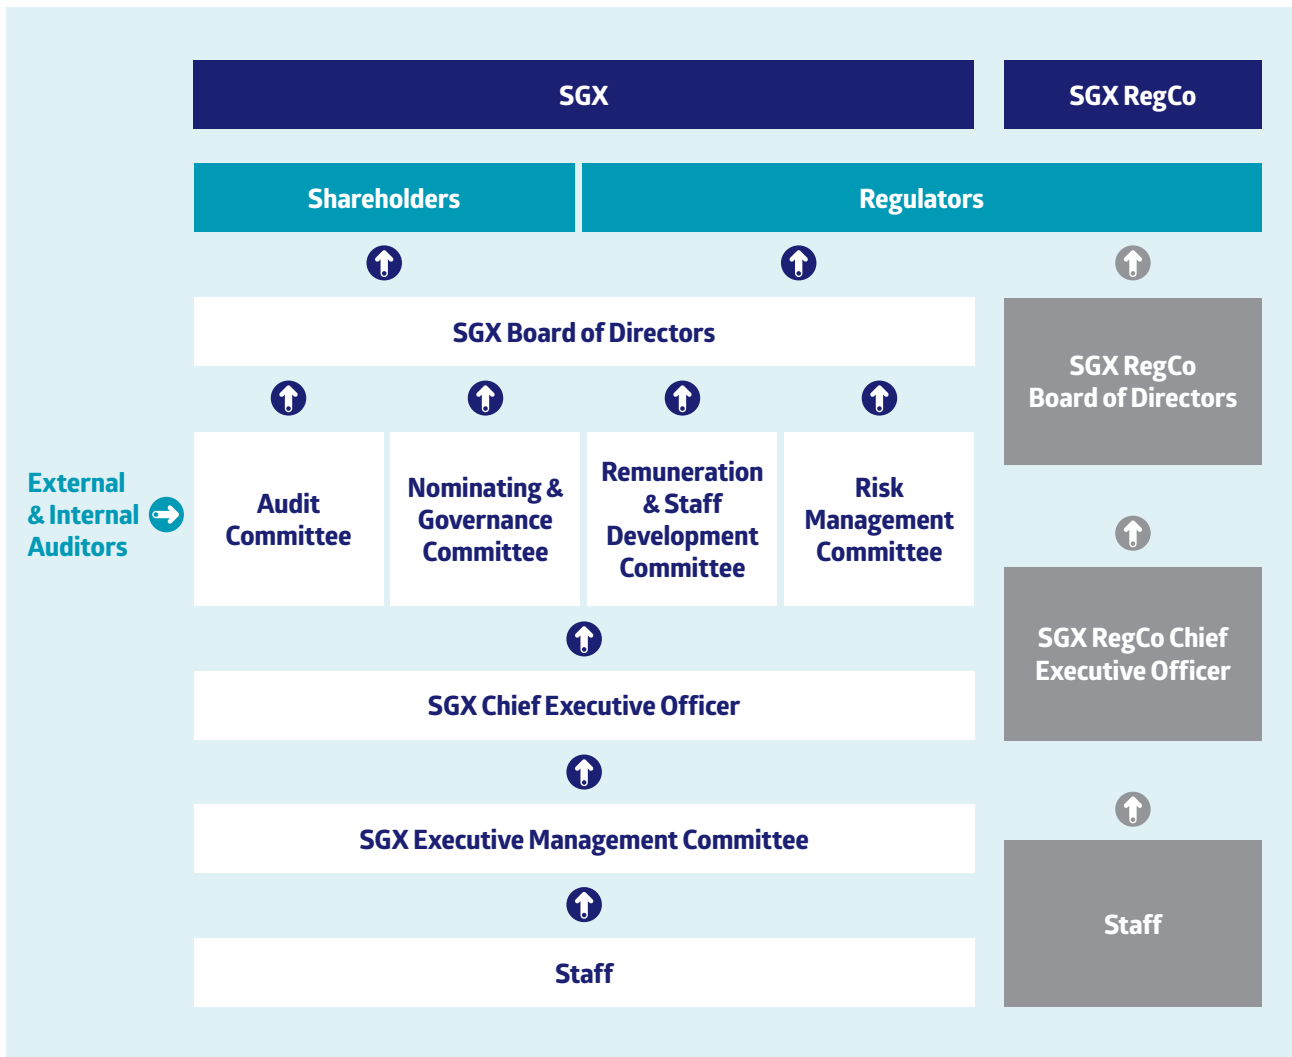 SGX
SGX RegCo
Shareholders
Regulators
SGX Board of Directors
SGX RegCo
Board of Directors
External
& Internal
Auditors
Audit
Committee
Nominating &
Governance
Committee
Remuneration
& Staff
Development
Committee
Risk
Management
Committee
SGX Chief Executive Officer
SGX RegCo Chief
Executive Officer
SGX Executive Management Committee
Staff
Staff